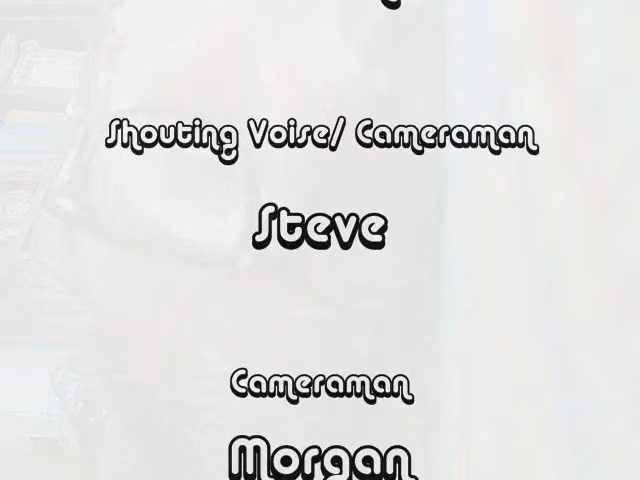 Shouting Voise/ Cameraman
Steve
Cameraman
Morgan